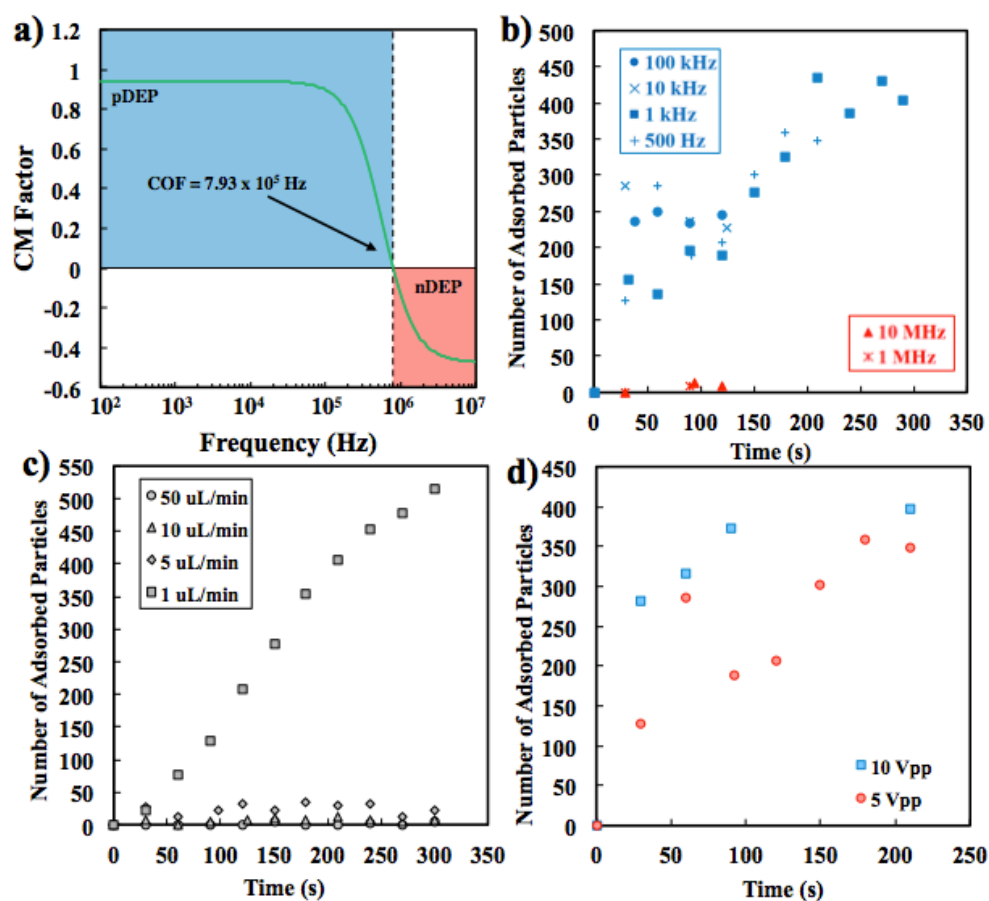 a)
1.2
1
0.8
0.6
0.4
0.2
0
-0.2
-0.4
-0.6
CM Factor
pDEP
COF = 7.93 x 10⁵ Hz
nDEP
10² 10³ 10⁴ 10⁵ 10⁶ 10⁷
Frequency (Hz)
b)
500
450
400
350
300
250
200
150
100
50
0
Number of Adsorbed Particles
100 kHz
10 kHz
1 kHz
500 Hz
10 MHz
1 MHz
0 50 100 150 200 250 300 350
Time (s)
c)
550
500
450
400
350
300
250
200
150
100
50
0
Number of Adsorbed Particles
50 uL/min
10 uL/min
5 uL/min
1 uL/min
0 50 100 150 200 250 300 350
Time (s)
d)
450
400
350
300
250
200
150
100
50
0
Number of Adsorbed Particles
10 Vpp
5 Vpp
0 50 100 150 200 250
Time (s)